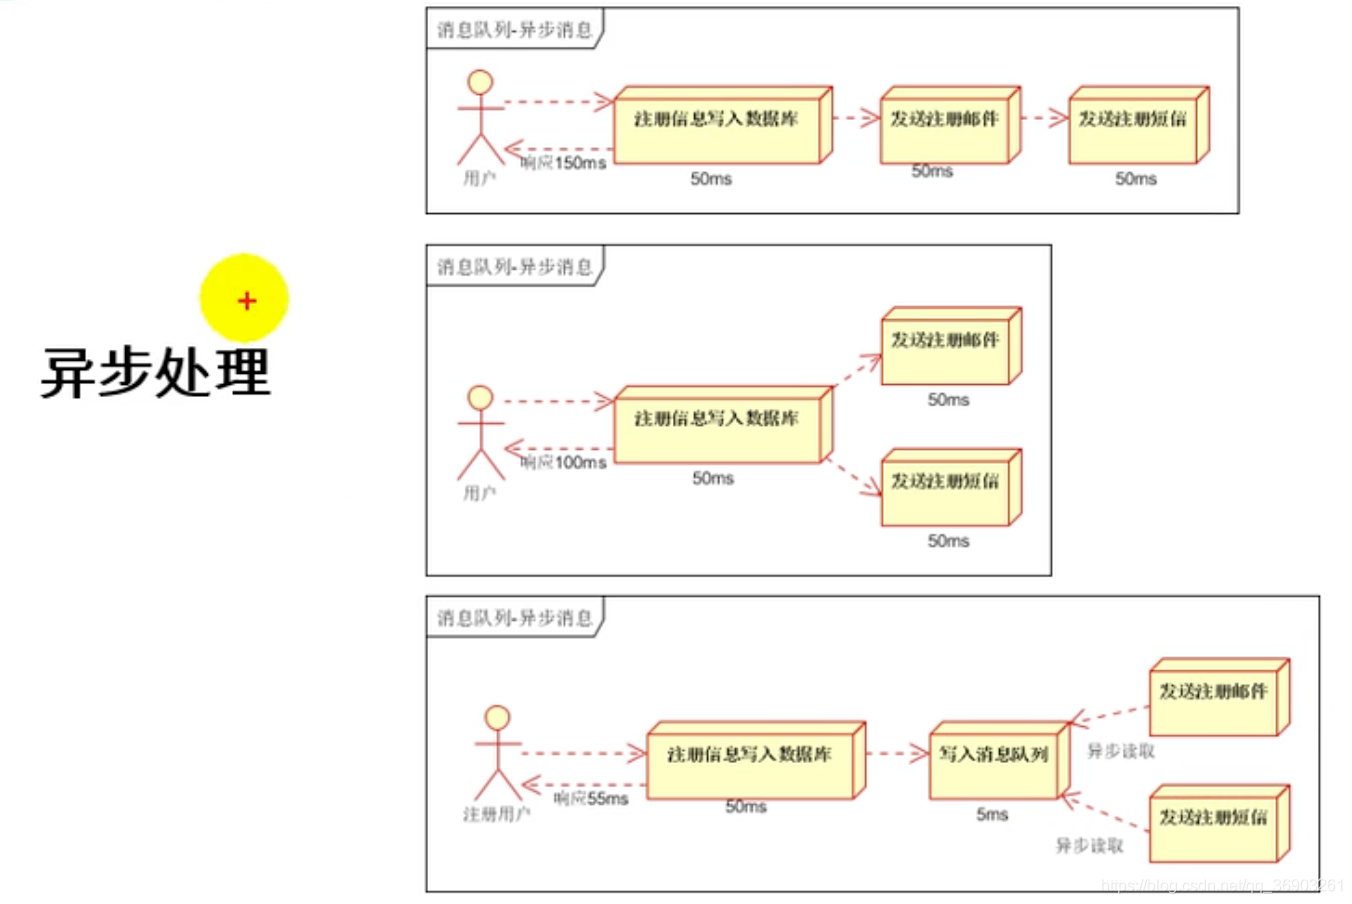 消息队列-异步消息
注册信息写入数据库
发送注册邮件
发送注册短信
响应150ms
用户
50ms
50ms
50ms
异步处理
消息队列-异步消息
发送注册邮件
50ms
注册信息写入数据库
响应100ms
用户
50ms
发送注册短信
50ms
消息队列-异步消息
发送注册邮件
注册信息写入数据库
写入消息队列
异步读取
响应55ms
注册用户
50ms
5ms
发送注册短信
异步读取
https://blog.csdn.net/qq_36903261